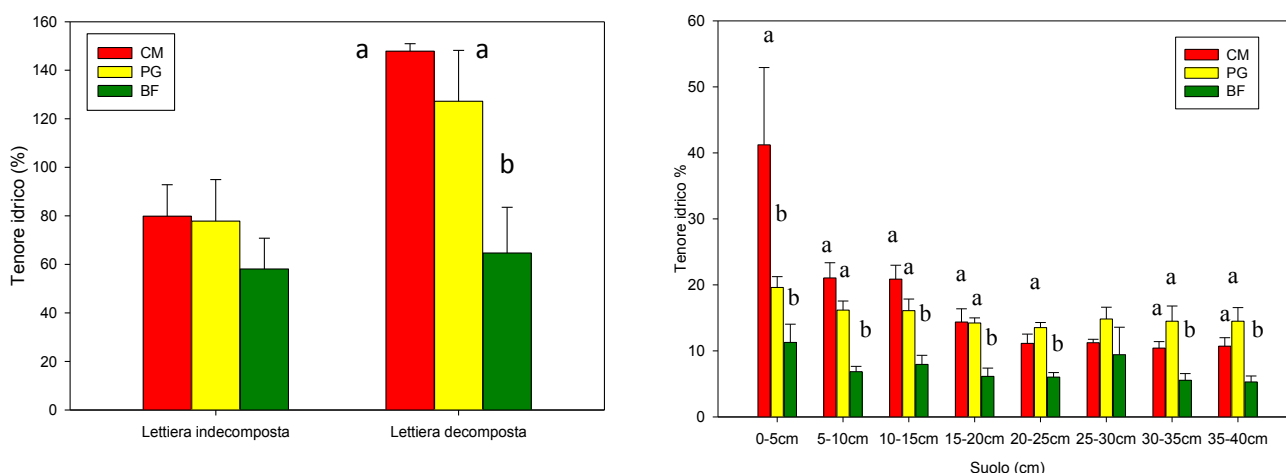 Tenore idrico (%)
160
140
120
100
80
60
40
20
0
CM
PG
BF
a
a
b
Lettiera indecomposta
Lettiera decomposta
Tenore idrico %
60
50
40
30
20
10
0
CM
PG
BF
a
b
b
a
a
b
a
a
b
a
a
b
a
b
a
a
b
a
a
b
0-5cm 5-10cm 10-15cm 15-20cm 20-25cm 25-30cm 30-35cm 35-40cm
Suolo (cm)